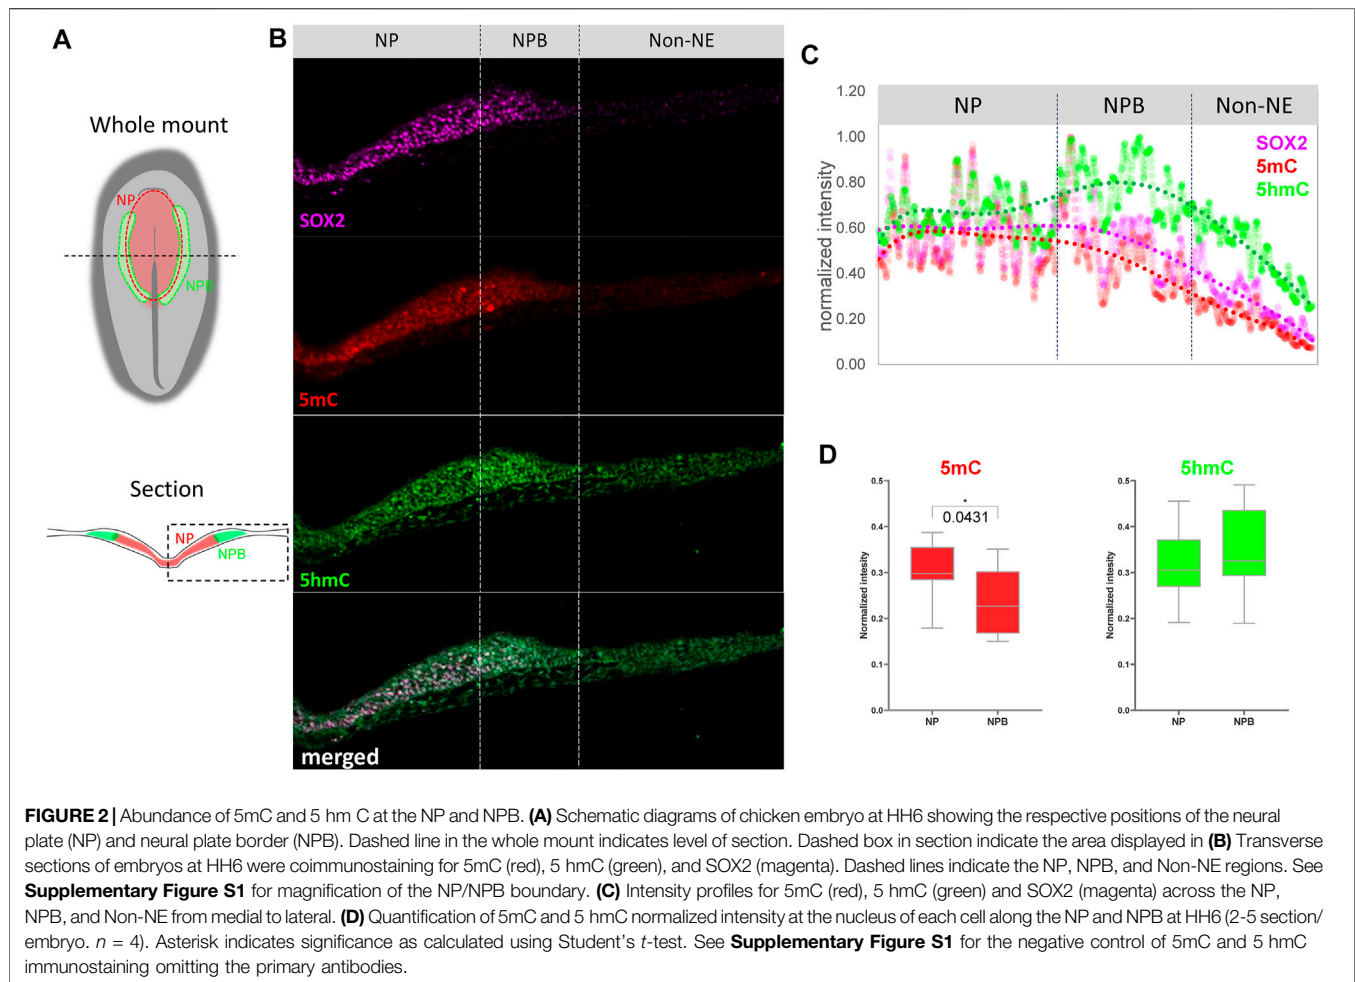 A
Whole mount
NP
NPB
Section
NP
NPB
B
NP NPB Non-NE
SOX2
5mC
5hmC
merged
C
NP NPB Non-NE
SOX2
5mC
5hmC
normalized intensity
1.20
1.00
0.80
0.60
0.40
0.20
0.00
D
5mC
*
0.0431
Normalized intesity
0.5
0.4
0.3
0.2
0.1
0.0
NP NPB
5hmC
Normalized intesity
0.5
0.4
0.3
0.2
0.1
0.0
NP NPB
FIGURE 2 | Abundance of 5mC and 5 hm C at the NP and NPB. (A) Schematic diagrams of chicken embryo at HH6 showing the respective positions of the neural
plate (NP) and neural plate border (NPB). Dashed line in the whole mount indicates level of section. Dashed box in section indicate the area displayed in (B) Transverse
sections of embryos at HH6 were coimmunostaining for 5mC (red), 5 hmC (green), and SOX2 (magenta). Dashed lines indicate the NP, NPB, and Non-NE regions. See
Supplementary Figure S1 for magnification of the NP/NPB boundary. (C) Intensity profiles for 5mC (red), 5 hmC (green) and SOX2 (magenta) across the NP,
NPB, and Non-NE from medial to lateral. (D) Quantification of 5mC and 5 hmC normalized intensity at the nucleus of each cell along the NP and NPB at HH6 (2-5 section/
embryo. n = 4). Asterisk indicates significance as calculated using Student's t-test. See Supplementary Figure S1 for the negative control of 5mC and 5 hmC
immunostaining omitting the primary antibodies.